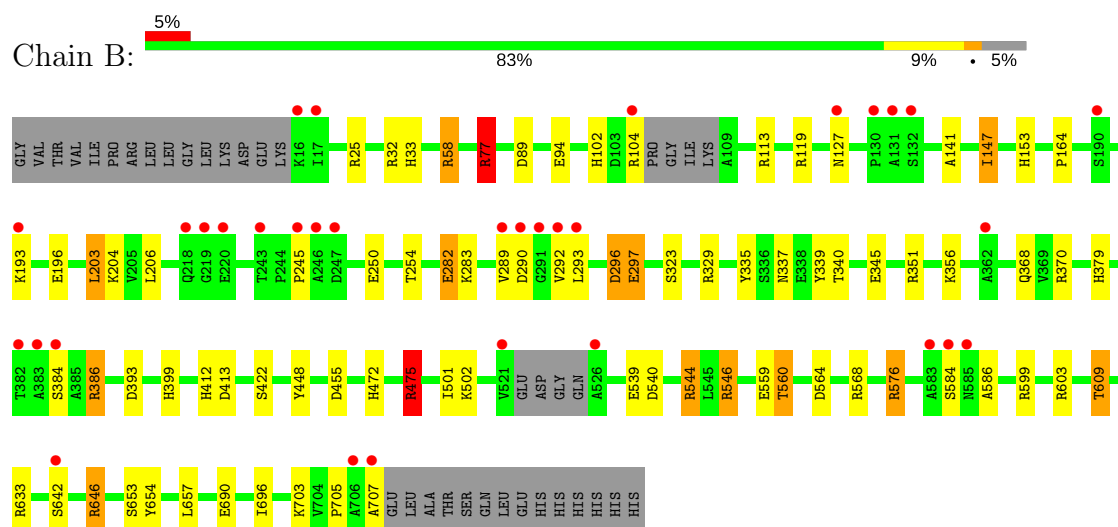 5%
Chain B:
83% 9% • 5%
GLY VAL THR VAL ILE PRO ARG LEU LEU GLY LEU LYS ASP GLU LYS K16 I17 R25 R32 H33 R58 R77 D89 E94 H102 D103 R104 PRO GLY ILE LYS A109 R113 R119 N127 P130 A131 S132 A141 I147 H153 P164 S190
K193 E196 L203 K204 V205 L206 Q218 G219 E220 T243 P244 P245 A246 D247 E250 T254 E282 K283 V289 D290 G291 V292 L293 D296 E297 S323 R329 Y335 S336 N337 E338 Y339 T340 E345 R351 K356 A362 Q368 V369 R370 H379
T382 A383 S384 A385 R386 D393 H399 H412 D413 S422 Y448 D455 H472 R475 I501 K502 V521 GLU ASP GLY GLN A526 E539 D540 R544 L545 R546 E559 T560 D564 R568 R576 A583 S584 N585 A586 R599 R603 T609
R633 S642 R646 S653 Y654 L657 E690 I696 K703 V704 P705 A706 A707 GLU LEU ALA THR SER GLN LEU GLU HIS HIS HIS HIS HIS HIS